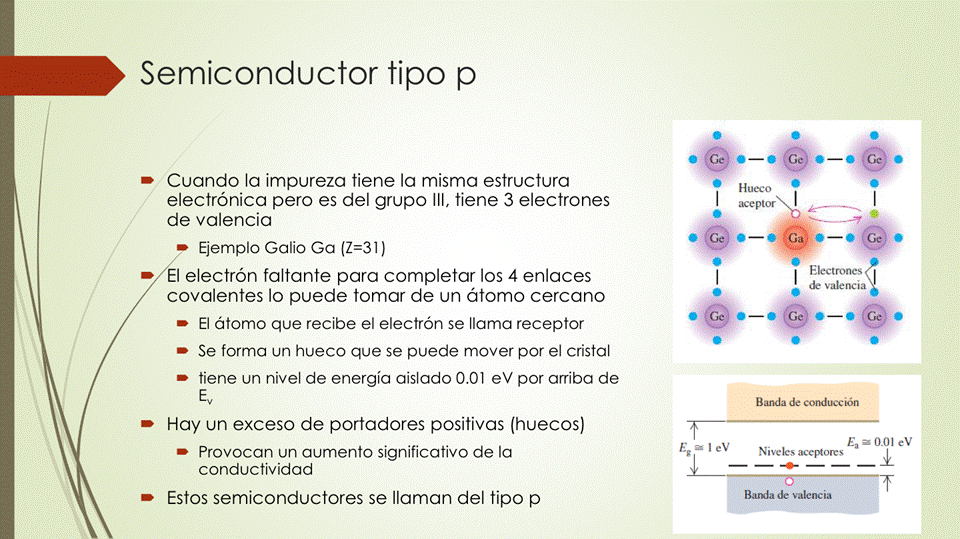 Semiconductor tipo p
Cuando la impureza tiene la misma estructura
electrónica pero es del grupo III, tiene 3 electrones
de valencia
Ejemplo Galio Ga (Z=31)
El electrón faltante para completar los 4 enlaces
covalentes lo puede tomar de un átomo cercano
El átomo que recibe el electrón se llama receptor
Se forma un hueco que se puede mover por el cristal
tiene un nivel de energía aislado 0.01 eV por arriba de
Ev
Hay un exceso de portadores positivas (huecos)
Provocan un aumento significativo de la
conductividad
Estos semiconductores se llaman del tipo p
Ge Ge Ge
Hueco
aceptor
Ge Ga Ge
Electrones
de valencia
Ge Ge Ge
Banda de conducción
Eg ≅ 1 eV
Niveles aceptores
Ea ≅ 0.01 eV
Banda de valencia